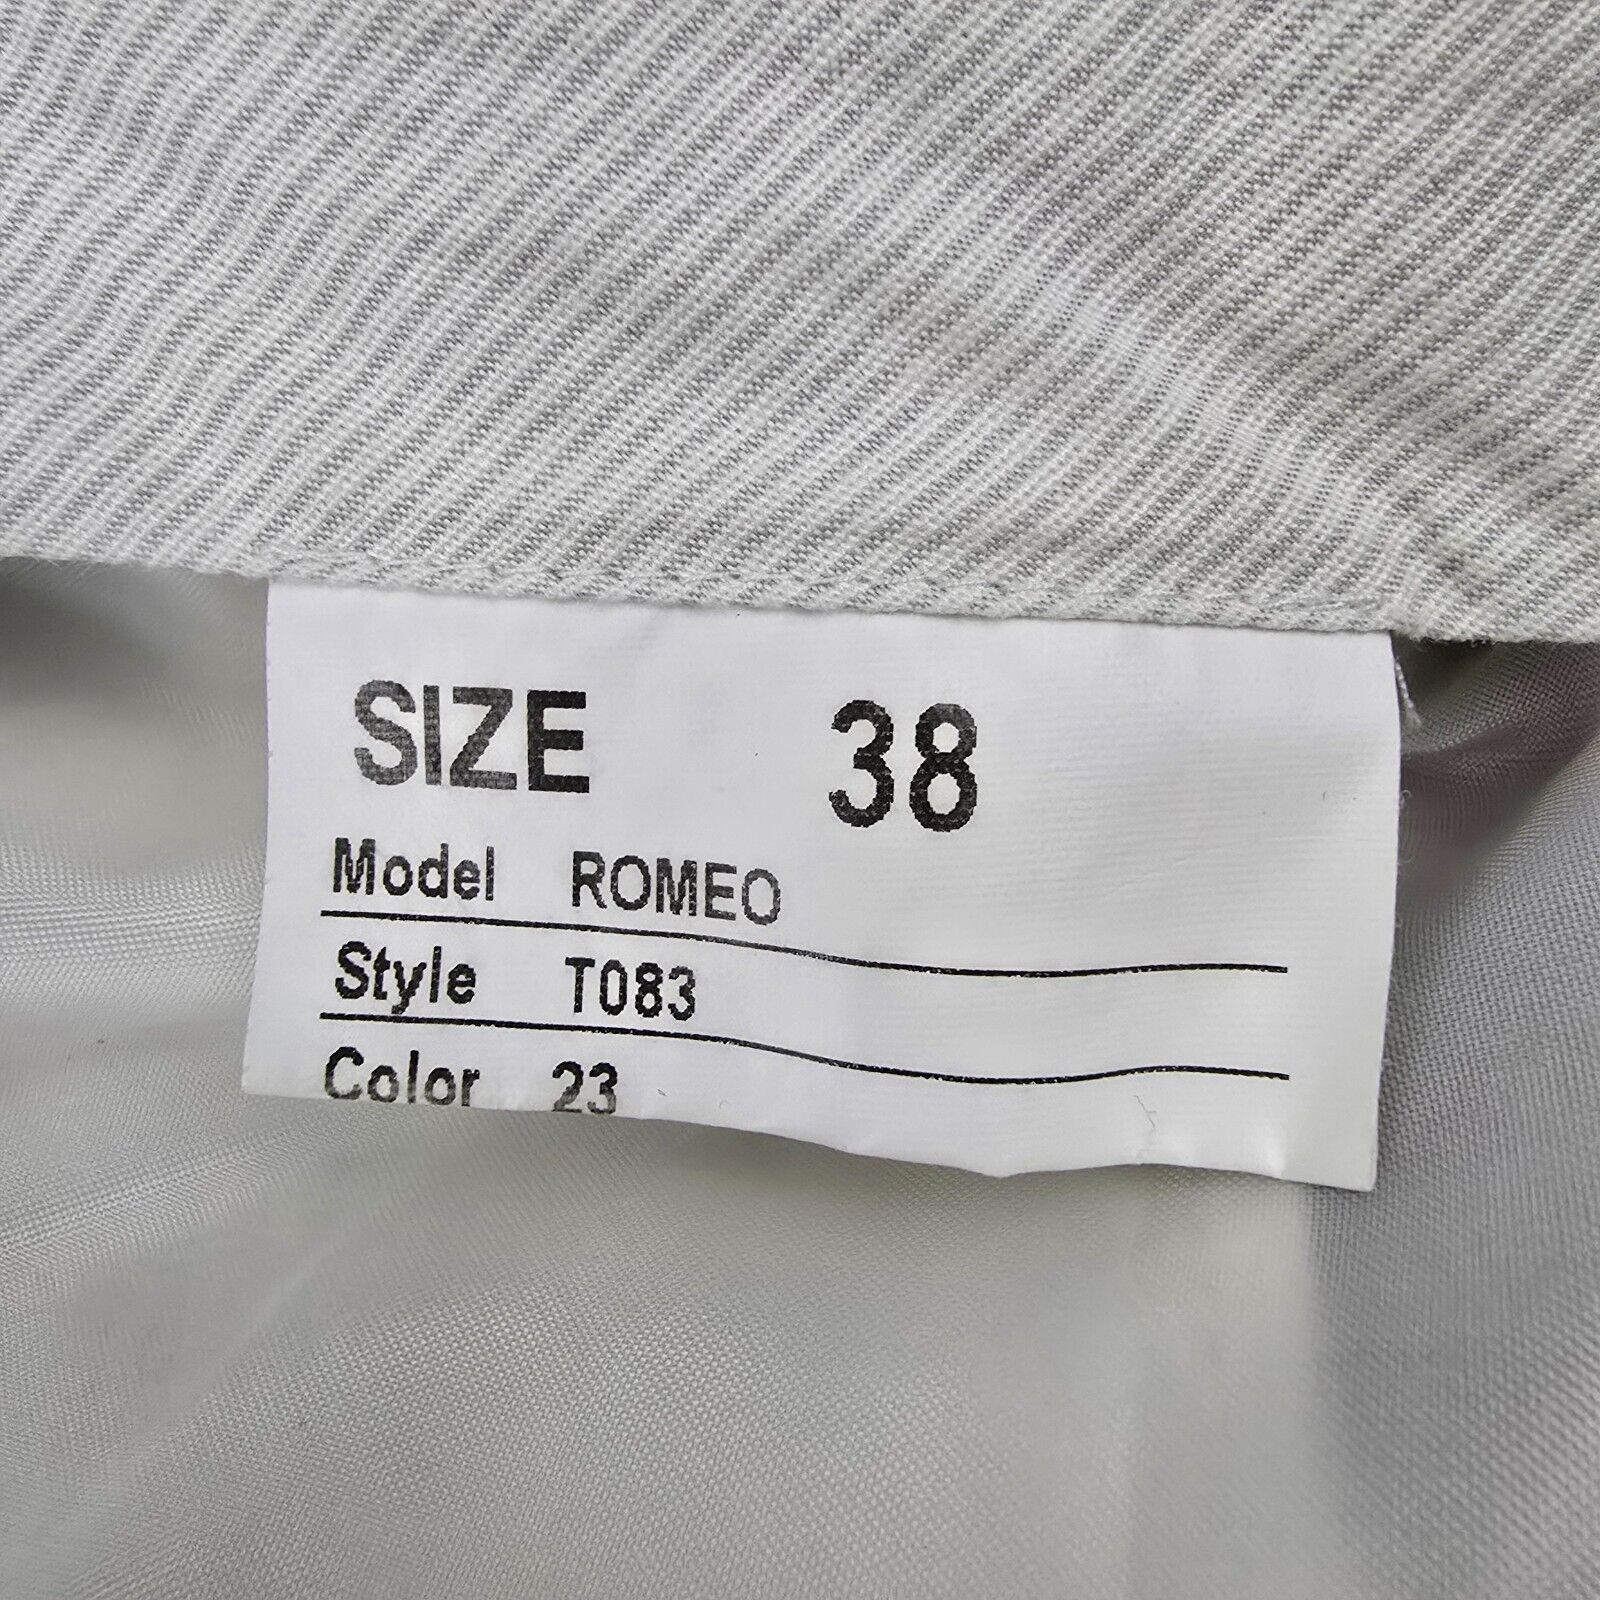 SIZE 38
Model ROMEO
Style T083
Color 23